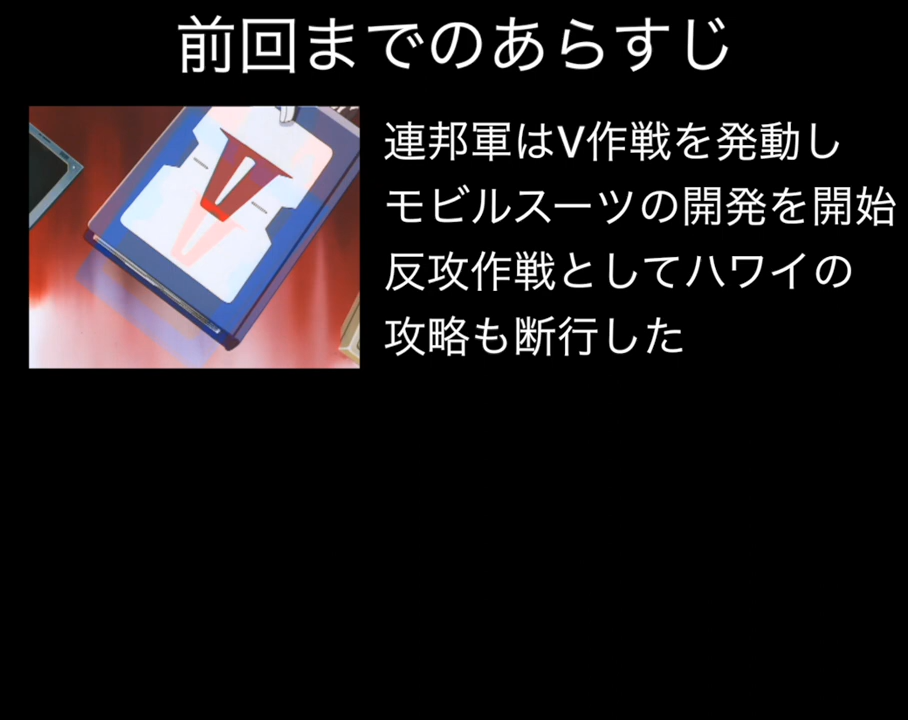 前回までのあらすじ
連邦軍はV作戦を発動し
モビルスーツの開発を開始
反攻作戦としてハワイの
攻略も断行した
V